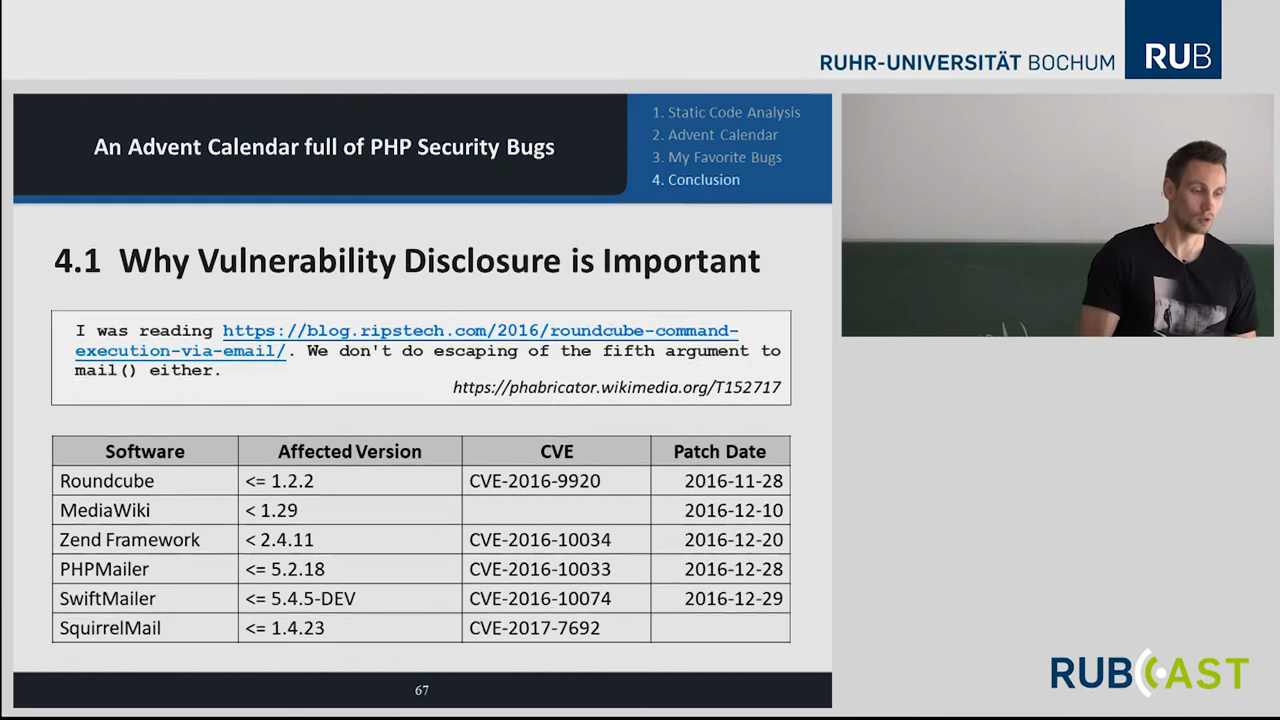 RUHR-UNIVERSITÄT BOCHUM
RUB
An Advent Calendar full of PHP Security Bugs
1. Static Code Analysis
2. Advent Calendar
3. My Favorite Bugs
4. Conclusion
4.1 Why Vulnerability Disclosure is Important
I was reading https://blog.ripstech.com/2016/roundcube-command-
execution-via-email/. We don't do escaping of the fifth argument to
mail() either.
https://phabricator.wikimedia.org/T152717
Software Affected Version CVE Patch Date
Roundcube <= 1.2.2 CVE-2016-9920 2016-11-28
MediaWiki < 1.29 2016-12-10
Zend Framework < 2.4.11 CVE-2016-10034 2016-12-20
PHPMailer <= 5.2.18 CVE-2016-10033 2016-12-28
SwiftMailer <= 5.4.5-DEV CVE-2016-10074 2016-12-29
SquirrelMail <= 1.4.23 CVE-2017-7692
67
RUBCAST